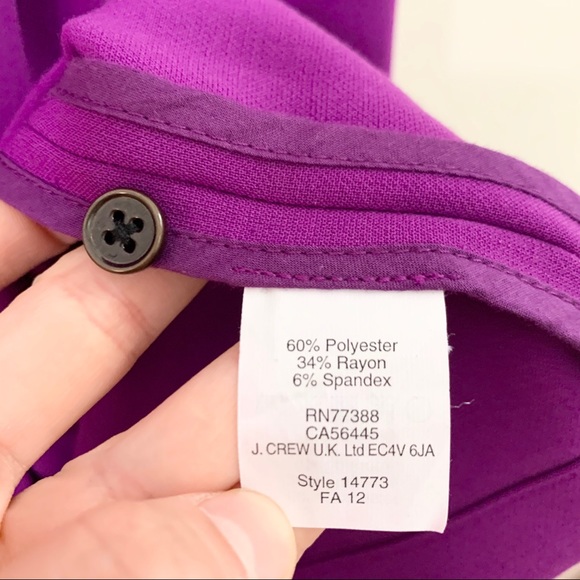 60% Polyester
34% Rayon
6% Spandex
RN77388
CA56445
J. CREW U.K. Ltd EC4V 6JA
Style 14773
FA 12